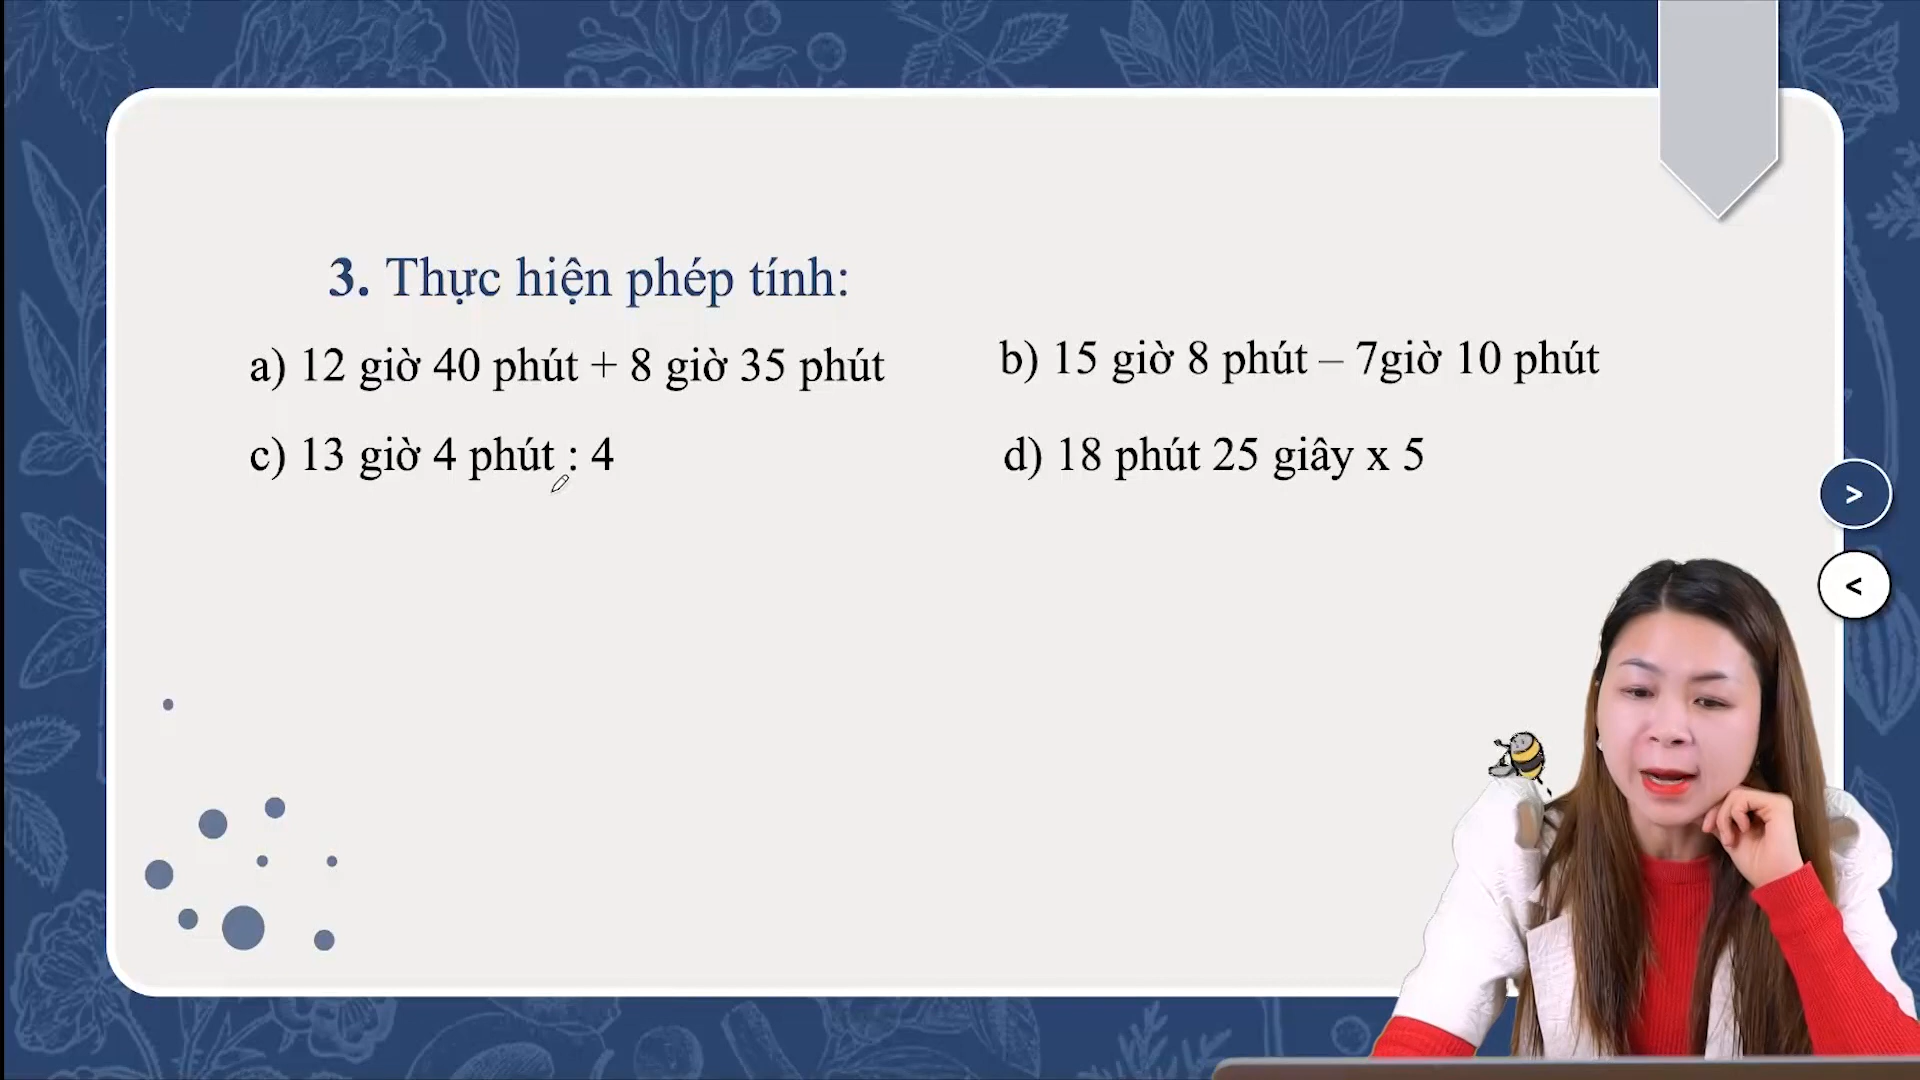 3. Thực hiện phép tính:
a) 12 giờ 40 phút + 8 giờ 35 phút
b) 15 giờ 8 phút – 7giờ 10 phút
c) 13 giờ 4 phút : 4
d) 18 phút 25 giây x 5
>
<